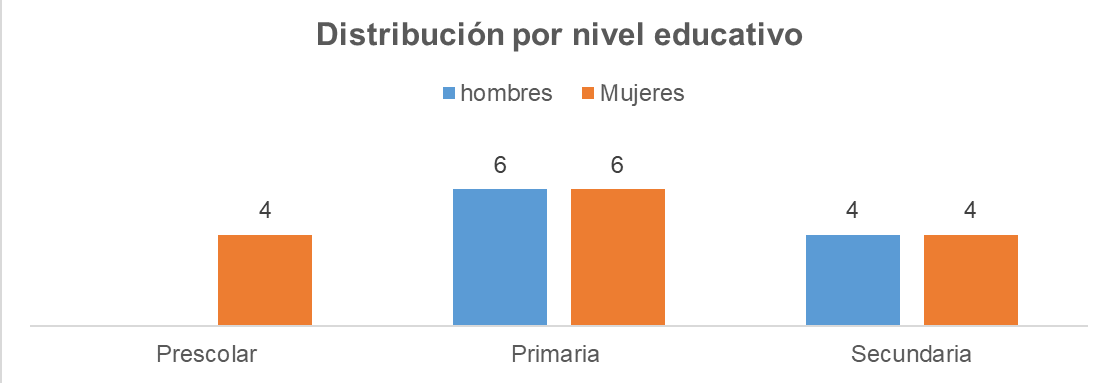 Distribución por nivel educativo
hombres Mujeres
6 6
4 4 4
Prescolar Primaria Secundaria